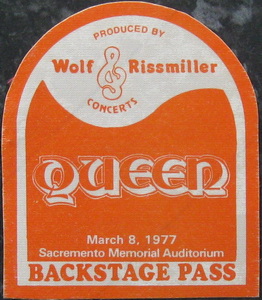 PRODUCED BY
Wolf & Rissmiller
CONCERTS
QUEEN
March 8, 1977
Sacremento Memorial Auditorium
BACKSTAGE PASS